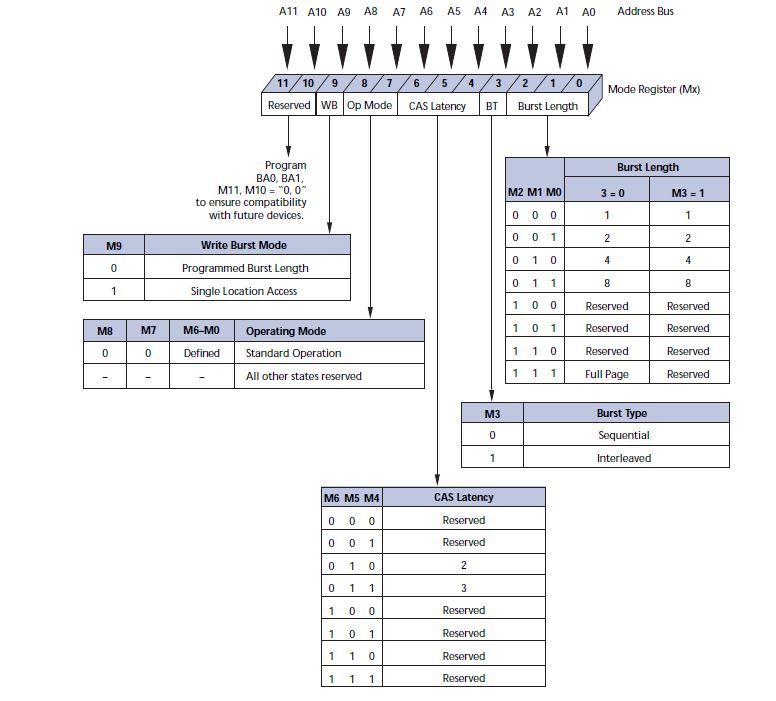 A11 A10 A9 A8 A7 A6 A5 A4 A3 A2 A1 A0 Address Bus
11 10 9 8 7 6 5 4 3 2 1 0 Mode Register (Mx)
Reserved WB Op Mode CAS Latency BT Burst Length
Program
BA0, BA1,
M11, M10 = "0, 0"
to ensure compatibility
with future devices.
Burst Length
M2 M1 M0 3 = 0 M3 = 1
0 0 0 1 1
0 0 1 2 2
0 1 0 4 4
0 1 1 8 8
1 0 0 Reserved Reserved
1 0 1 Reserved Reserved
1 1 0 Reserved Reserved
1 1 1 Full Page Reserved
M9 Write Burst Mode
0 Programmed Burst Length
1 Single Location Access
M8 M7 M6–M0 Operating Mode
0 0 Defined Standard Operation
– – – All other states reserved
M3 Burst Type
0 Sequential
1 Interleaved
M6 M5 M4 CAS Latency
0 0 0 Reserved
0 0 1 Reserved
0 1 0 2
0 1 1 3
1 0 0 Reserved
1 0 1 Reserved
1 1 0 Reserved
1 1 1 Reserved